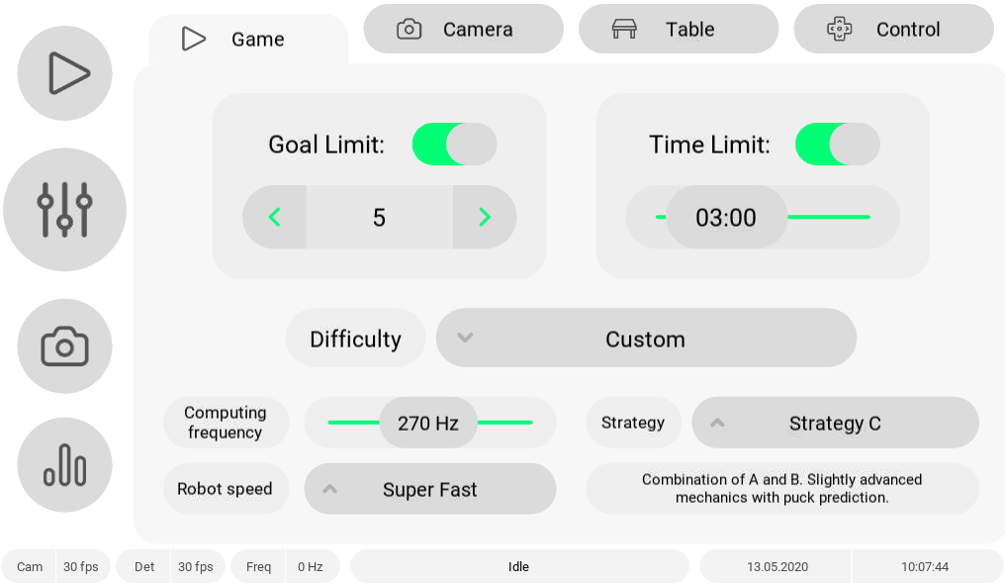 Game
Camera
Table
Control
Goal Limit:
Time Limit:
5
03:00
Difficulty
Custom
Computing
frequency
270 Hz
Strategy
Strategy C
Robot speed
Super Fast
Combination of A and B. Slightly advanced
mechanics with puck prediction.
Cam 30 fps
Det 30 fps
Freq 0 Hz
Idle
13.05.2020
10:07:44